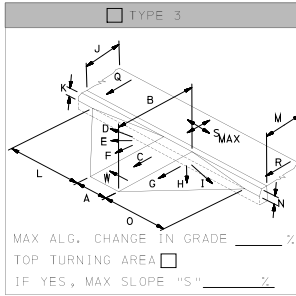 TYPE 3
J
Q
K
B
M
D
S MAX
E
F
C
R
W
G
H
I
N
L
A
O
MAX ALG. CHANGE IN GRADE ______ %
TOP TURNING AREA
IF YES, MAX SLOPE "S" ______ %